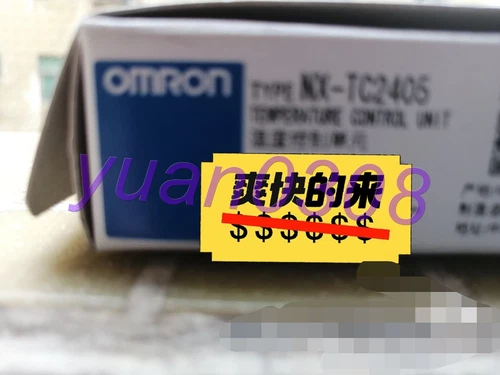 OMRON
TYPE NX-TC2405
TEMPERATURE CONTROL UNIT
yuan0308
爽快的来
$$$$$$